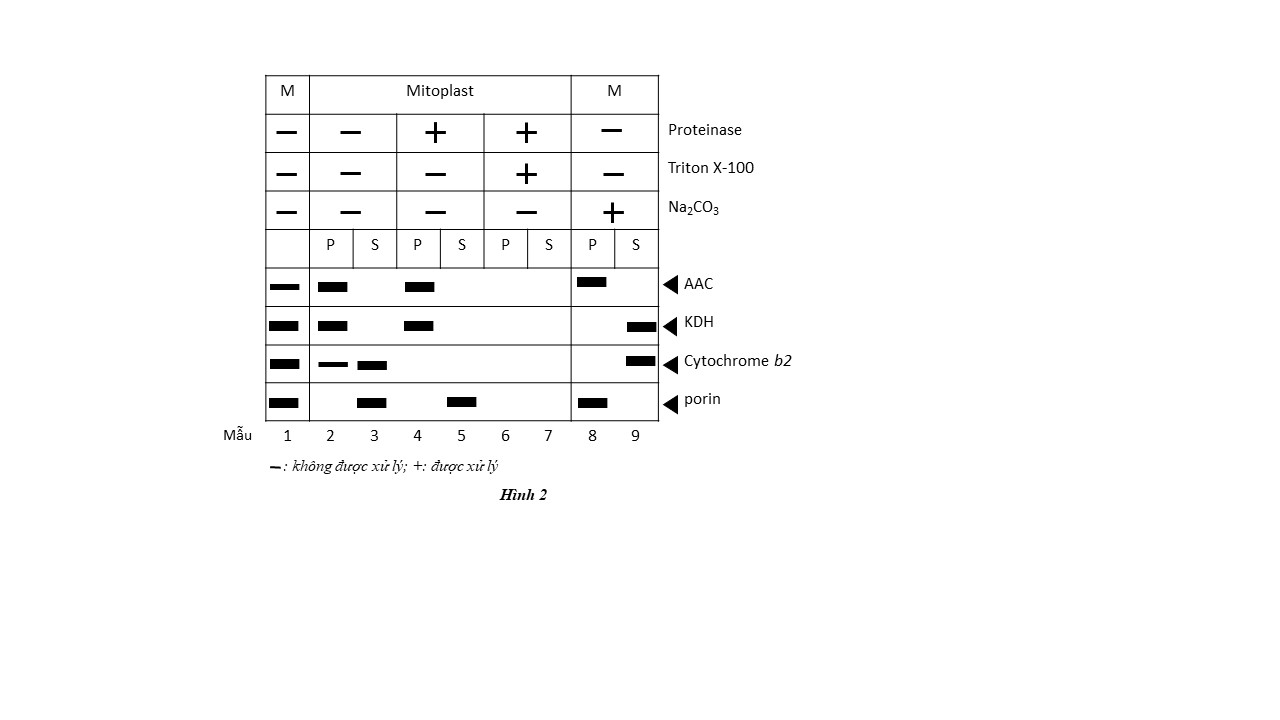 M Mitoplast M
— — + + — Proteinase
— — — + — Triton X-100
— — — — + Na₂CO₃
P S P S P S P S
AAC
KDH
Cytochrome b2
porin
Mẫu 1 2 3 4 5 6 7 8 9
–: không được xử lý; +: được xử lý
Hình 2